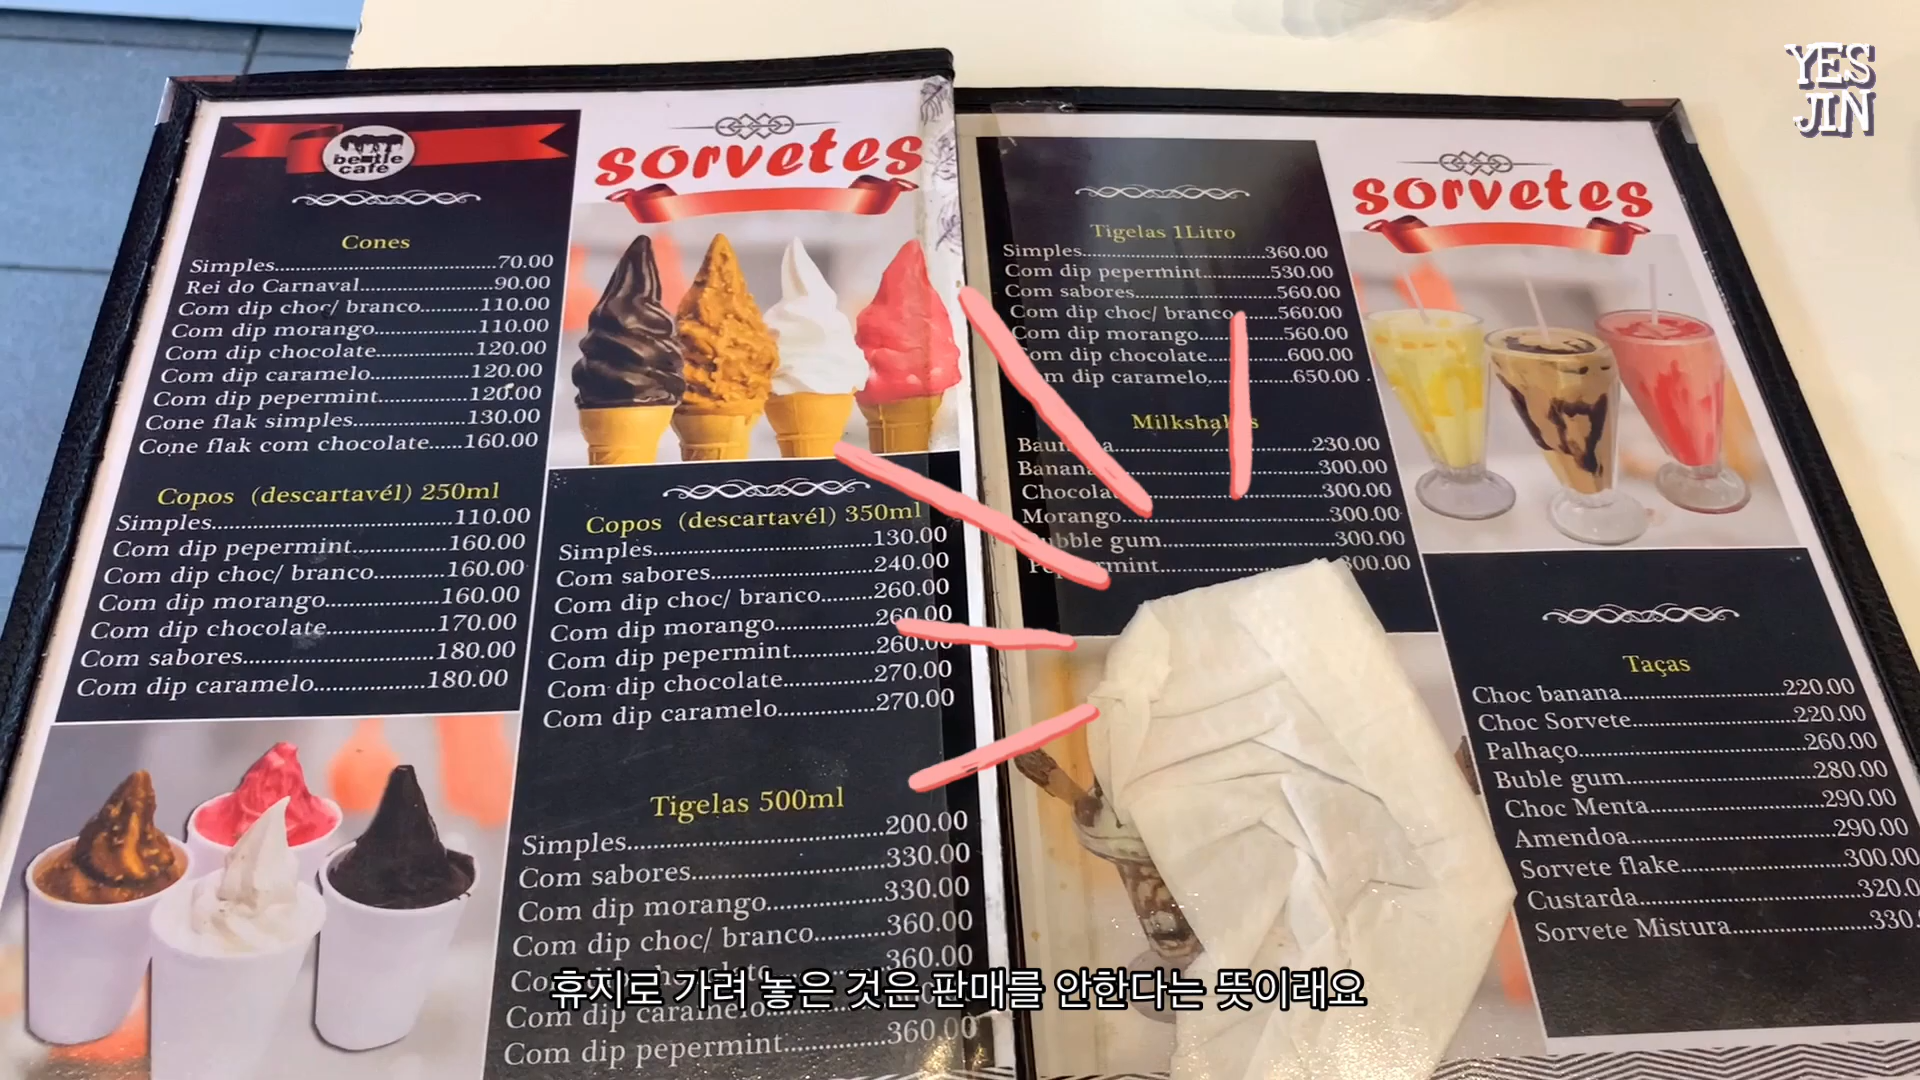 YES
JIN
be tle
cafe
sorvetes
Cones
Simples 70.00
Rei do Carnaval 90.00
Com dip choc/ branco 110.00
Com dip morango 110.00
Com dip chocolate 120.00
Com dip caramelo 120.00
Com dip pepermint 120.00
Cone flak simples 130.00
Cone flak com chocolate 160.00
Copos (descartavél) 250ml
Simples 110.00
Com dip pepermint 160.00
Com dip choc/ branco 160.00
Com dip morango 160.00
Com dip chocolate 170.00
Com sabores 180.00
Com dip caramelo 180.00
Copos (descartavél) 350ml
Simples 130.00
Com sabores 240.00
Com dip choc/ branco 260.00
Com dip morango 260.00
Com dip pepermint 260.00
Com dip chocolate 270.00
Com dip caramelo 270.00
Tigelas 500ml
Simples 200.00
Com sabores 330.00
Com dip morango 330.00
Com dip choc/ branco 360.00
360.00
Com dip caramelo
Com dip pepermint 360.00
sorvetes
Tigelas 1Litro
Simples 360.00
Com dip pepermint 530.00
Com sabores 560.00
Com dip choc/ branco 560.00
Com dip morango 560.00
Com dip chocolate 600.00
dip caramelo 650.00
Milkshakes
230.00
Banana 300.00
Chocolate 300.00
Morango 300.00
gum 300.00
Pepermint 300.00
Taças
Choc banana 220.00
Choc Sorvete 220.00
Palhaço 260.00
Buble gum 280.00
Choc Menta 290.00
Amendoa 290.00
Sorvete flake 300.00
Custarda 320.0
Sorvete Mistura 330.
휴지로 가려 놓은 것은 판매를 안한다는 뜻이래요